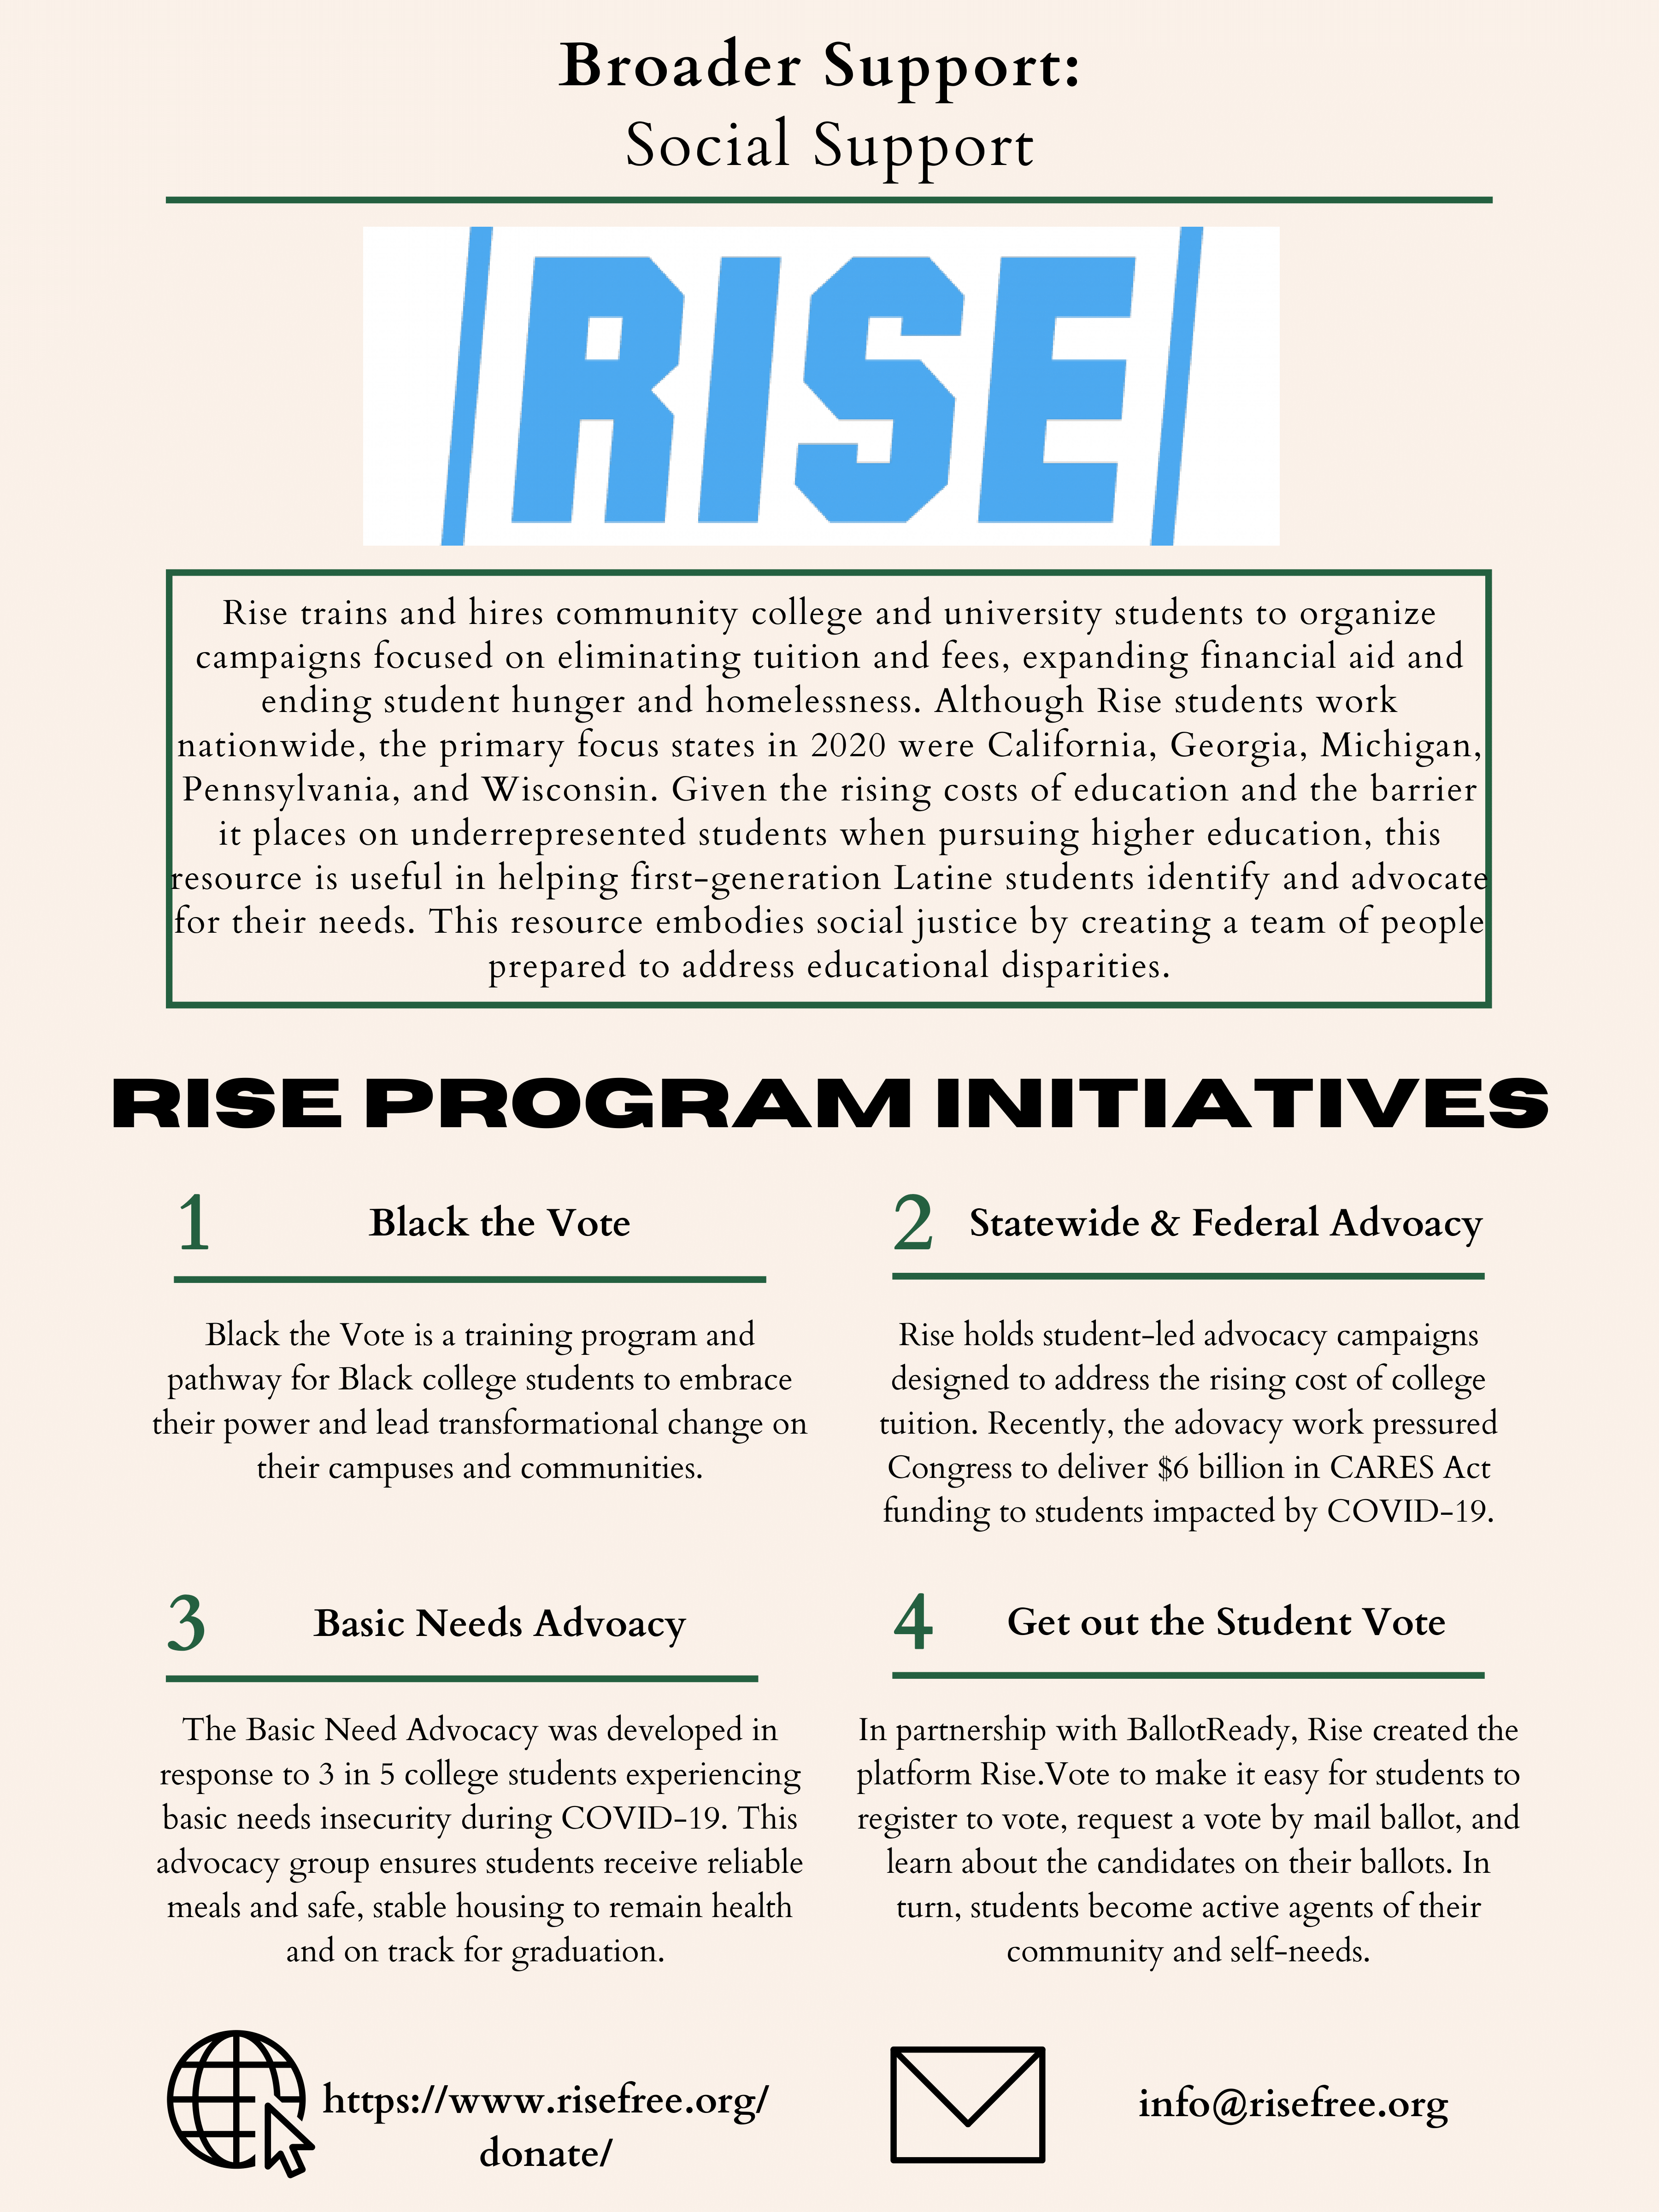 Broader Support:
Social Support
RISE
Rise trains and hires community college and university students to organize
campaigns focused on eliminating tuition and fees, expanding financial aid and
ending student hunger and homelessness. Although Rise students work
nationwide, the primary focus states in 2020 were California, Georgia, Michigan,
Pennsylvania, and Wisconsin. Given the rising costs of education and the barrier
it places on underrepresented students when pursuing higher education, this
resource is useful in helping first-generation Latine students identify and advocate
for their needs. This resource embodies social justice by creating a team of people
prepared to address educational disparities.
RISE PROGRAM INITIATIVES
1 Black the Vote
Black the Vote is a training program and
pathway for Black college students to embrace
their power and lead transformational change on
their campuses and communities.
2 Statewide & Federal Advoacy
Rise holds student-led advocacy campaigns
designed to address the rising cost of college
tuition. Recently, the adovacy work pressured
Congress to deliver $6 billion in CARES Act
funding to students impacted by COVID-19.
3 Basic Needs Advoacy
The Basic Need Advocacy was developed in
response to 3 in 5 college students experiencing
basic needs insecurity during COVID-19. This
advocacy group ensures students receive reliable
meals and safe, stable housing to remain health
and on track for graduation.
4 Get out the Student Vote
In partnership with BallotReady, Rise created the
platform Rise.Vote to make it easy for students to
register to vote, request a vote by mail ballot, and
learn about the candidates on their ballots. In
turn, students become active agents of their
community and self-needs.
https://www.risefree.org/
donate/
info@risefree.org